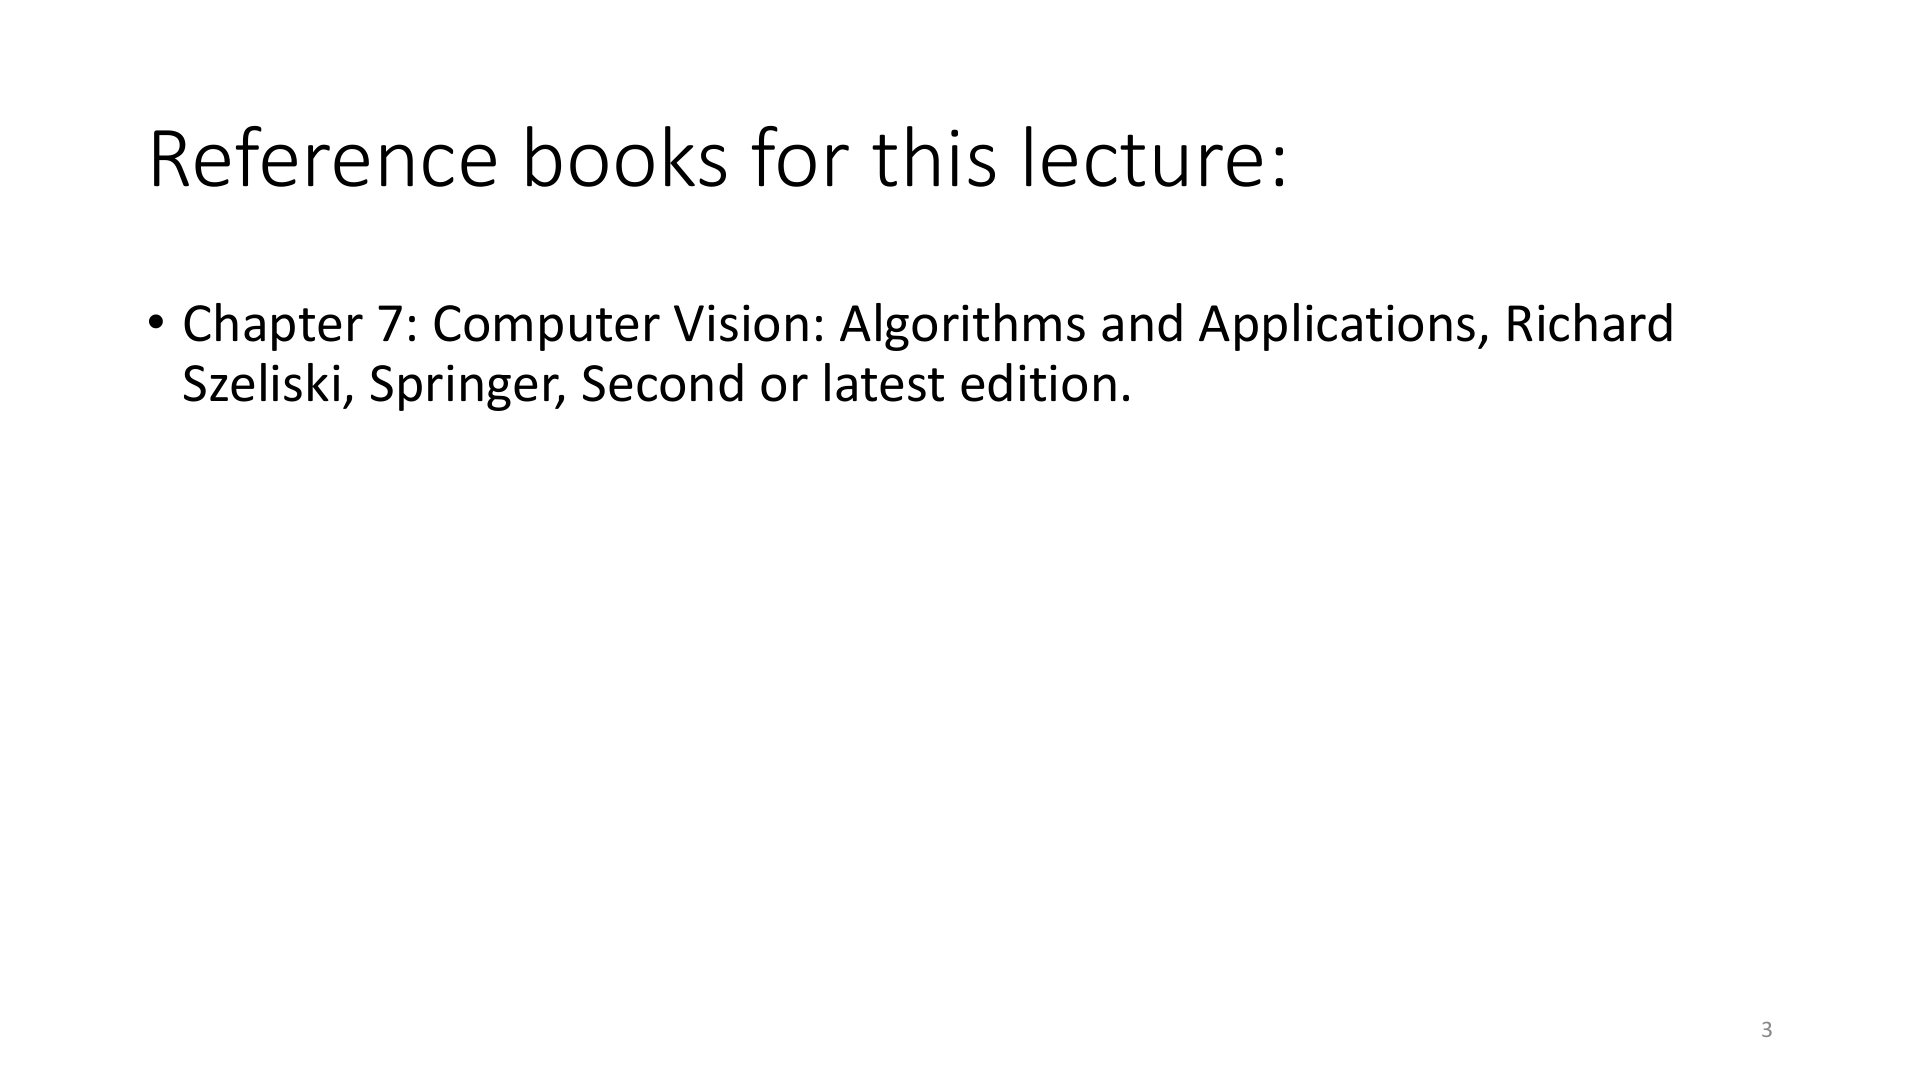 Reference books for this lecture:
• Chapter 7: Computer Vision: Algorithms and Applications, Richard
Szeliski, Springer, Second or latest edition.
3